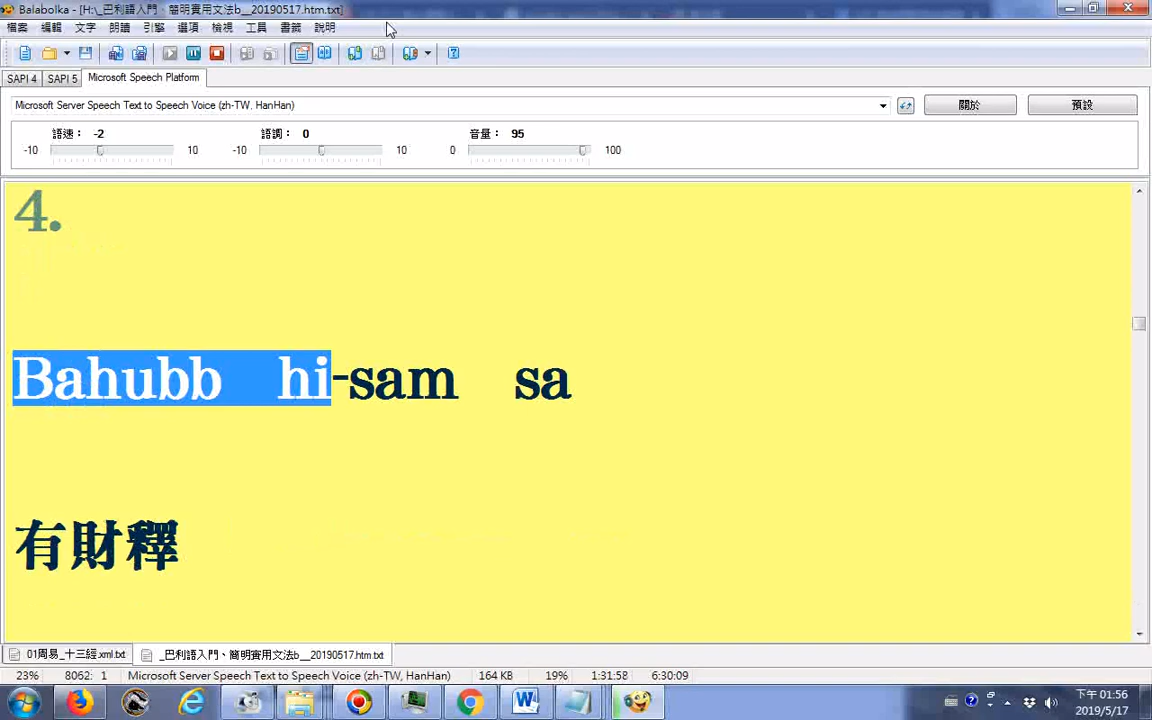 Balabolka - [H:\_巴利語入門、簡明實用文法b__20190517.htm.txt]
檔案 編輯 文字 朗讀 引擎 選項 檢視 工具 書籤 說明
SAPI 4 SAPI 5 Microsoft Speech Platform
Microsoft Server Speech Text to Speech Voice (zh-TW, HanHan) 關於 預設
語速： -2 語調： 0 音量： 95
-10 10 -10 10 0 100
4.
Bahubb hi-sam sa
有財釋
01周易_十三經.xml.txt _巴利語入門、簡明實用文法b__20190517.htm.txt
23% 8062: 1 Microsoft Server Speech Text to Speech Voice (zh-TW, HanHan) 164 KB 19% 1:31:58 6:30:09
下午 01:56
2019/5/17